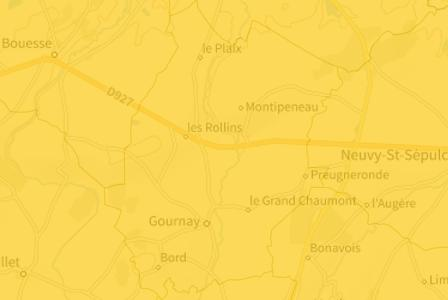 Bouesse
le Plaix
D927
Montipeneau
les Rollins
Neuvy-St-Sépulc
Preugneronde
le Grand Chaumont
l'Augère
Gournay
Bonavois
Bord
llet
Lim